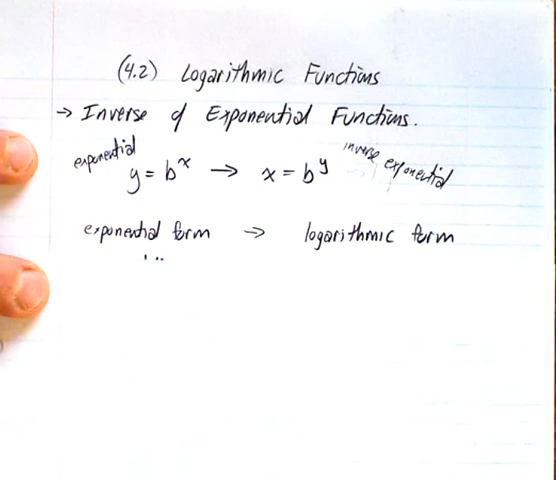 (4.2) Logarithmic Functions
→ Inverse of Exponential Functions.
exponential y = b^x → x = b^y inverse exponential
exponential form → logarithmic form